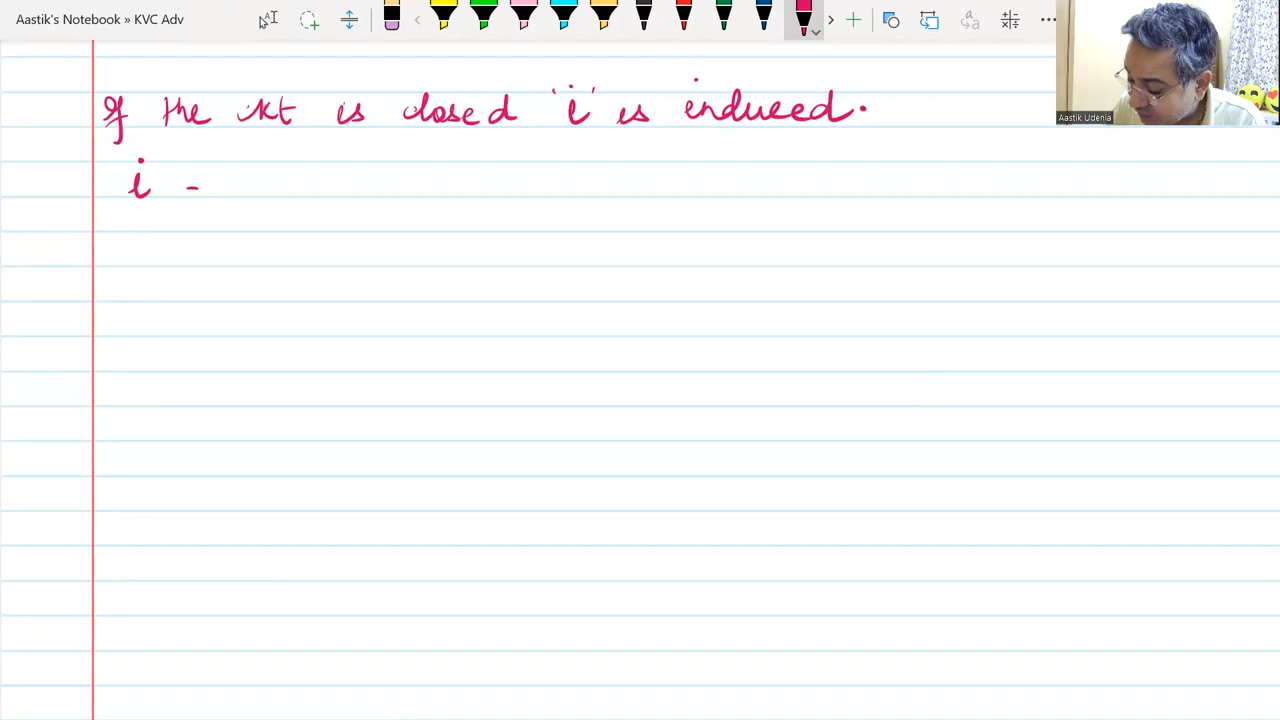 Aastik's Notebook » KVC Adv
If the ckt is closed 'i' is induced.
i -
Aastik Udenia